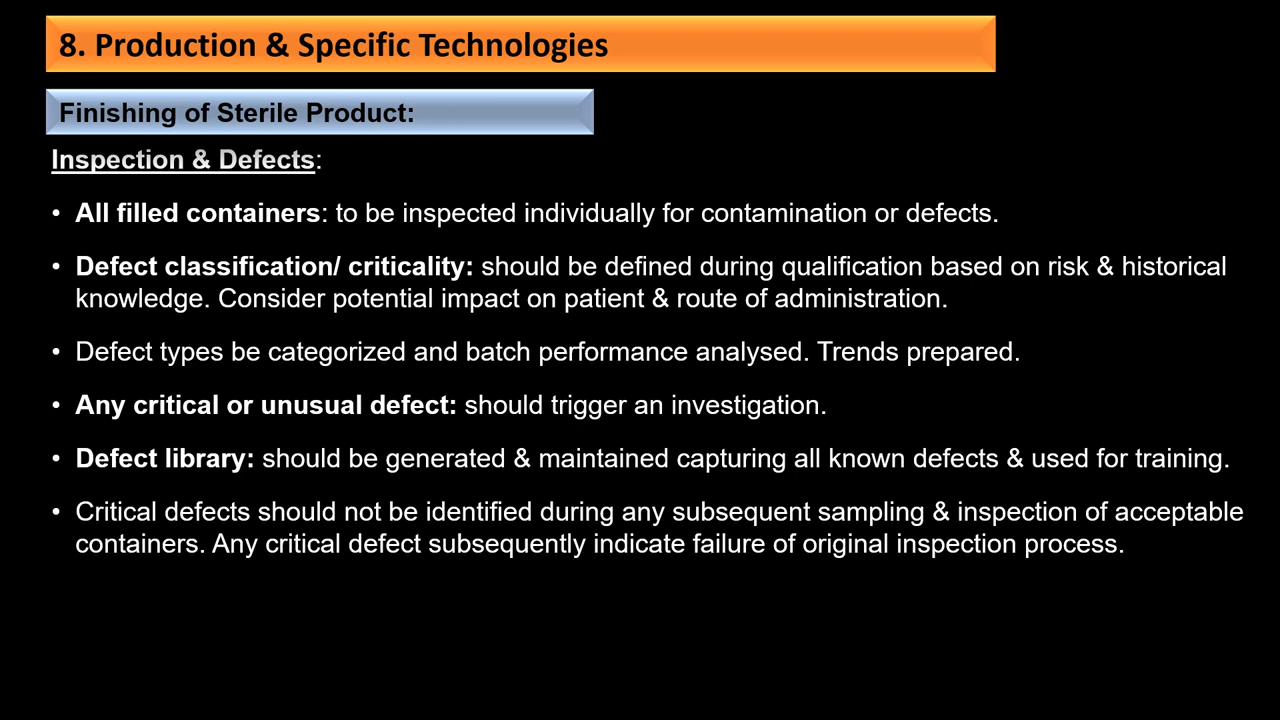 8. Production & Specific Technologies
Finishing of Sterile Product:
Inspection & Defects:
• All filled containers: to be inspected individually for contamination or defects.
• Defect classification/ criticality: should be defined during qualification based on risk & historical
knowledge. Consider potential impact on patient & route of administration.
• Defect types be categorized and batch performance analysed. Trends prepared.
• Any critical or unusual defect: should trigger an investigation.
• Defect library: should be generated & maintained capturing all known defects & used for training.
• Critical defects should not be identified during any subsequent sampling & inspection of acceptable
containers. Any critical defect subsequently indicate failure of original inspection process.